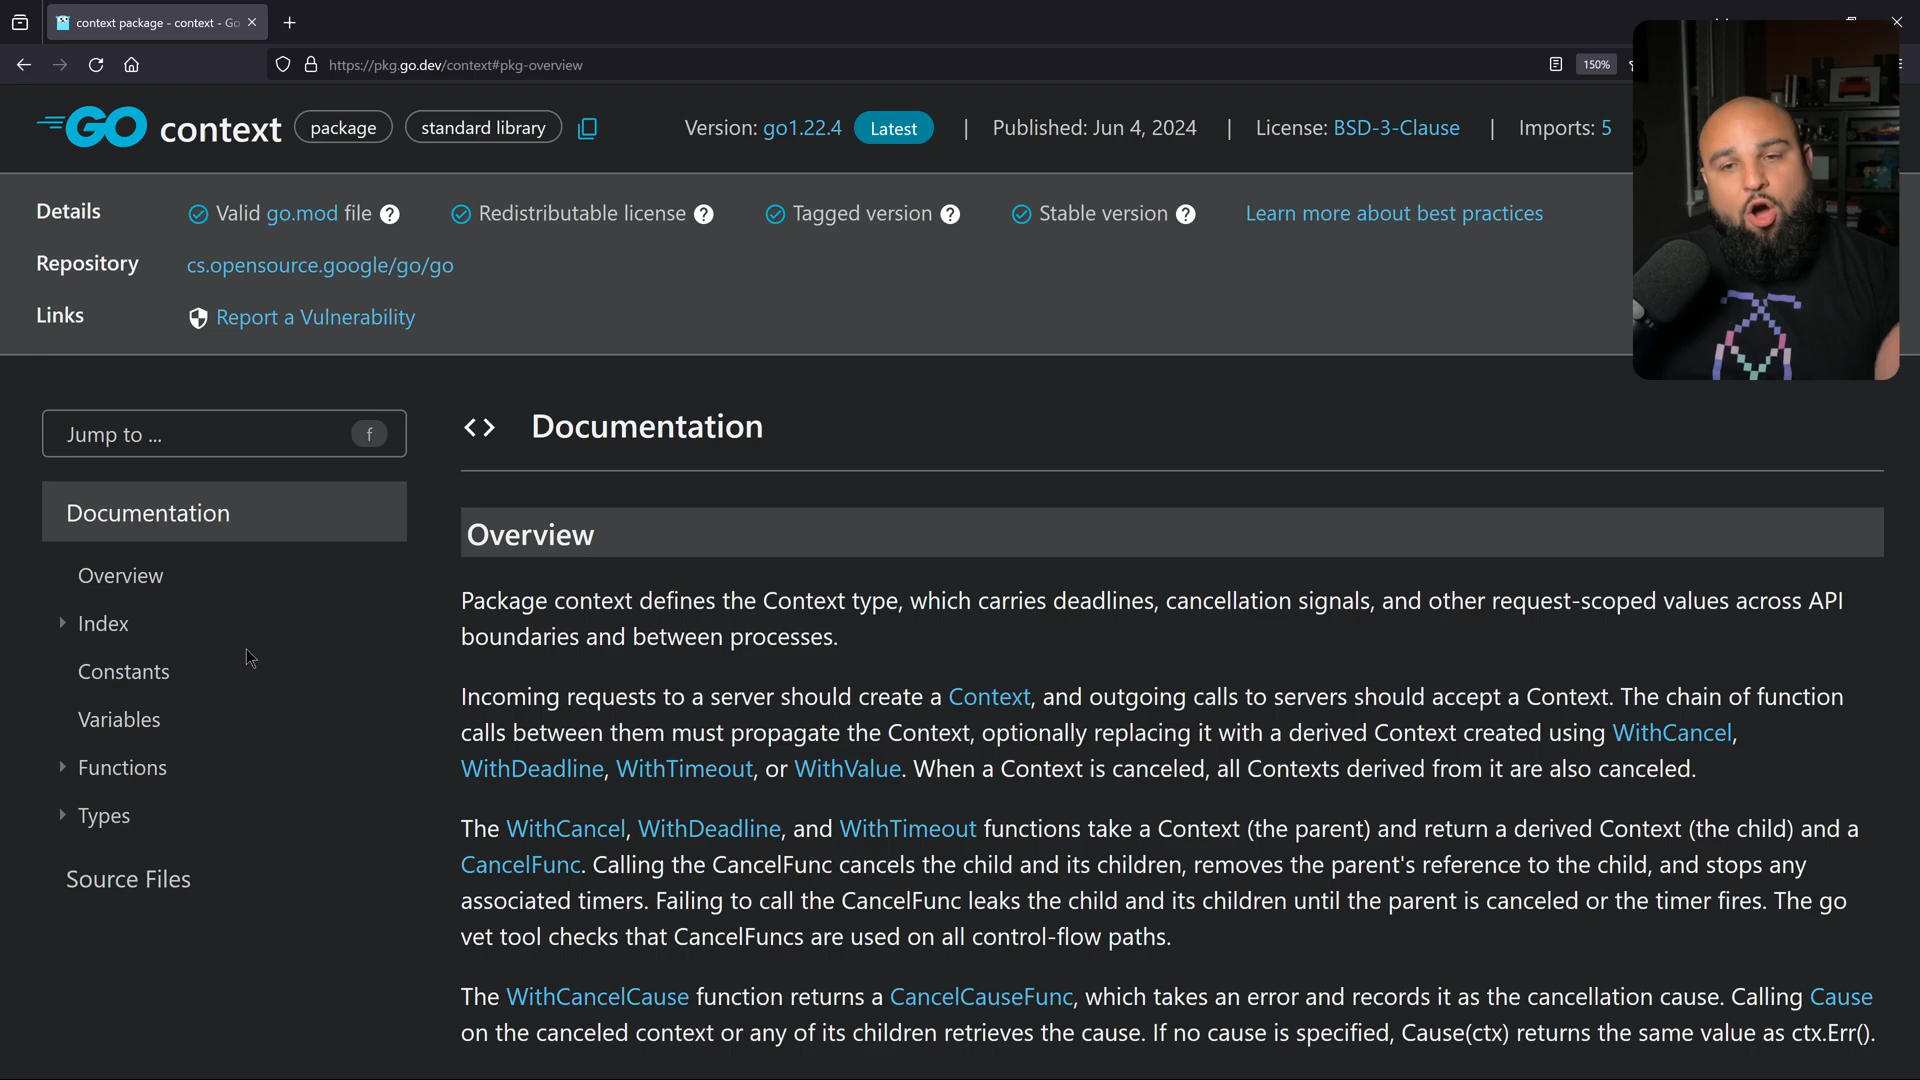 context package - context - Go
https://pkg.go.dev/context#pkg-overview
150%
GO context package standard library Version: go1.22.4 Latest | Published: Jun 4, 2024 | License: BSD-3-Clause | Imports: 5
Details Valid go.mod file ? Redistributable license ? Tagged version ? Stable version ? Learn more about best practices
Repository cs.opensource.google/go/go
Links Report a Vulnerability
Jump to ... f
Documentation
Overview
Index
Constants
Variables
Functions
Types
Source Files
<> Documentation
Overview
Package context defines the Context type, which carries deadlines, cancellation signals, and other request-scoped values across API
boundaries and between processes.
Incoming requests to a server should create a Context, and outgoing calls to servers should accept a Context. The chain of function
calls between them must propagate the Context, optionally replacing it with a derived Context created using WithCancel,
WithDeadline, WithTimeout, or WithValue. When a Context is canceled, all Contexts derived from it are also canceled.
The WithCancel, WithDeadline, and WithTimeout functions take a Context (the parent) and return a derived Context (the child) and a
CancelFunc. Calling the CancelFunc cancels the child and its children, removes the parent's reference to the child, and stops any
associated timers. Failing to call the CancelFunc leaks the child and its children until the parent is canceled or the timer fires. The go
vet tool checks that CancelFuncs are used on all control-flow paths.
The WithCancelCause function returns a CancelCauseFunc, which takes an error and records it as the cancellation cause. Calling Cause
on the canceled context or any of its children retrieves the cause. If no cause is specified, Cause(ctx) returns the same value as ctx.Err().